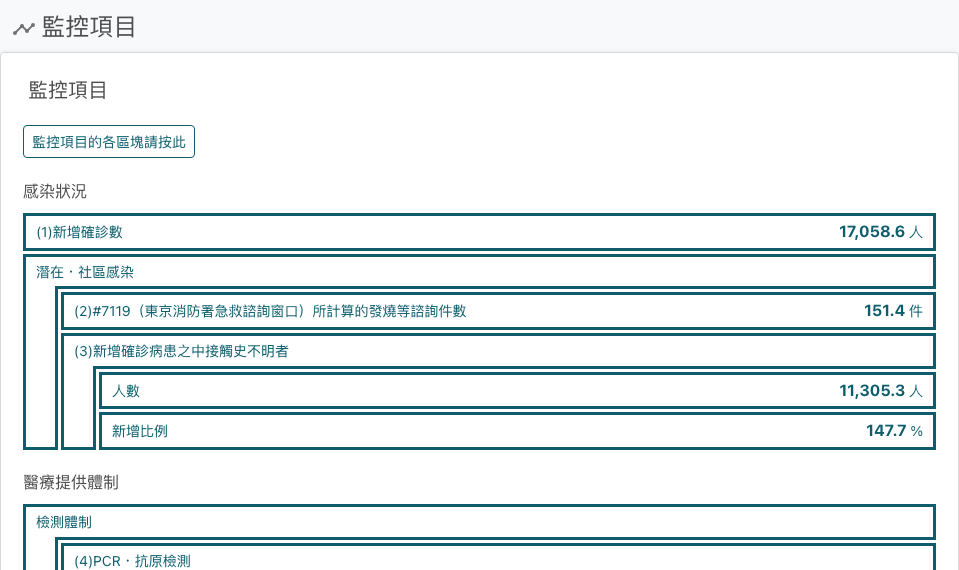 監控項目
監控項目
監控項目的各區塊請按此
感染狀況
(1)新增確診數 17,058.6 人
潛在・社區感染
(2)#7119（東京消防署急救諮詢窗口）所計算的發燒等諮詢件數 151.4 件
(3)新增確診病患之中接觸史不明者
人數 11,305.3 人
新增比例 147.7 %
醫療提供體制
檢測體制
(4)PCR・抗原檢測